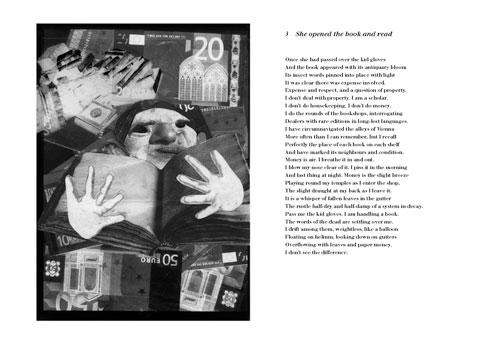 20
50 EURO
3 She opened the book and read
Once she had passed over the kid gloves
And the book appeared with its antiquary bloom
Its insect words pinned into place with light
It was clear there was expense involved.
Expense and respect, and a question of property.
I don't deal with property. I am a scholar.
I don't do housekeeping. I don't do money.
I do the rounds of the bookshops, interrogating
Dealers with rare editions in long-lost languages.
I have circumnavigated the alleys of Vienna
More often than I can remember, but I recall
Perfectly the place of each book on each shelf
And have marked its neighbours and condition.
Money is air. I breathe it in and out.
I blow my nose clear of it. I piss it in the morning
And last thing at night. Money is the slight breeze
Playing round my temples as I enter the shop,
The slight draught at my back as I leave it.
It is a whisper of fallen leaves in the gutter
The rustle half-dry and half-damp of a system in decay.
Pass me the kid gloves. I am handling a book.
The words of the dead are settling over me.
I drift among them, weightless, like a balloon
Floating on helium, looking down on gutters
Overflowing with leaves and paper money.
I don't see the difference.